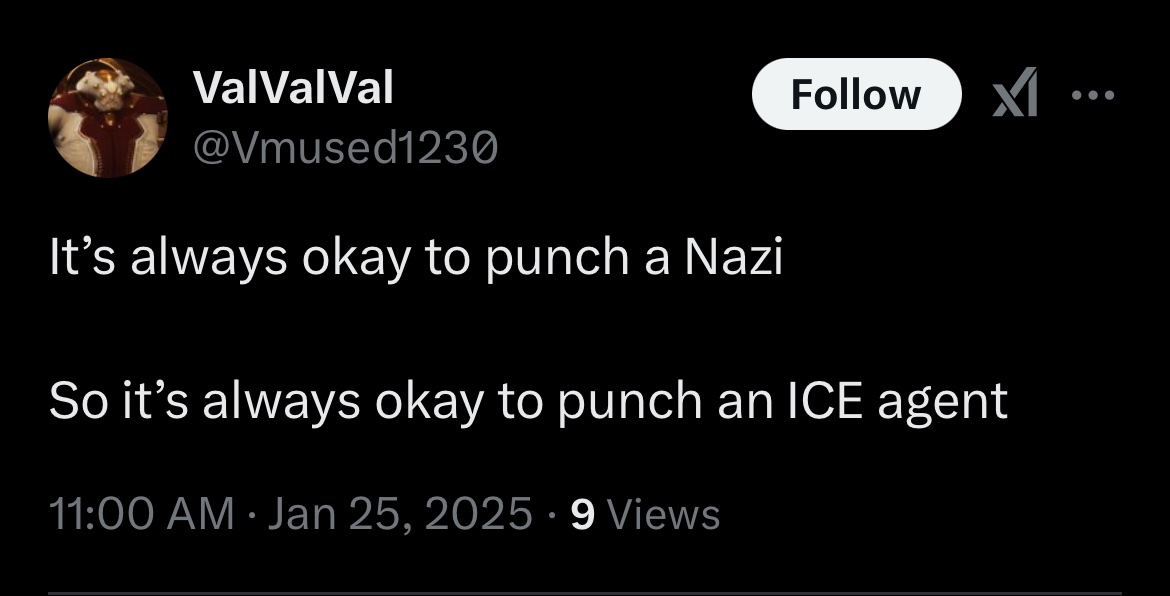 ValValVal
Follow
@Vmused1230
It’s always okay to punch a Nazi
So it’s always okay to punch an ICE agent
11:00 AM · Jan 25, 2025 · 9 Views